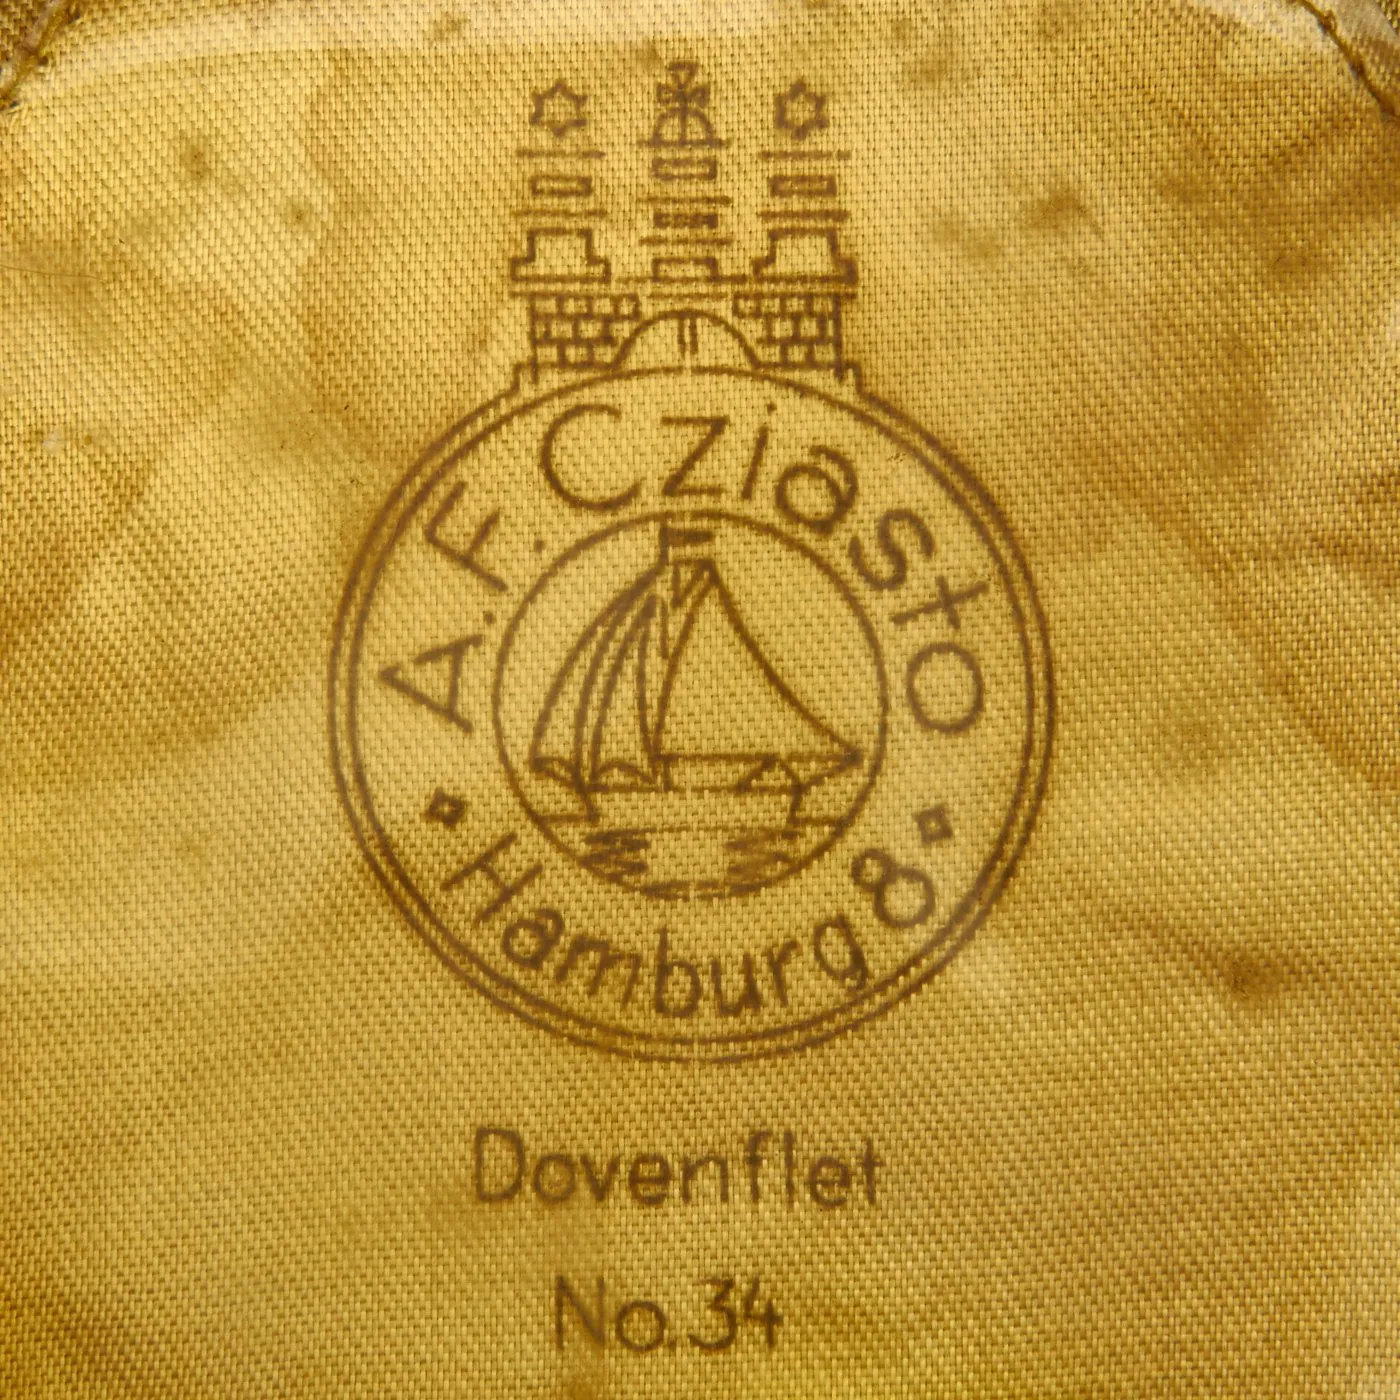 A.F. Cziasto
Hamburg 8
Dovenflet
No. 34